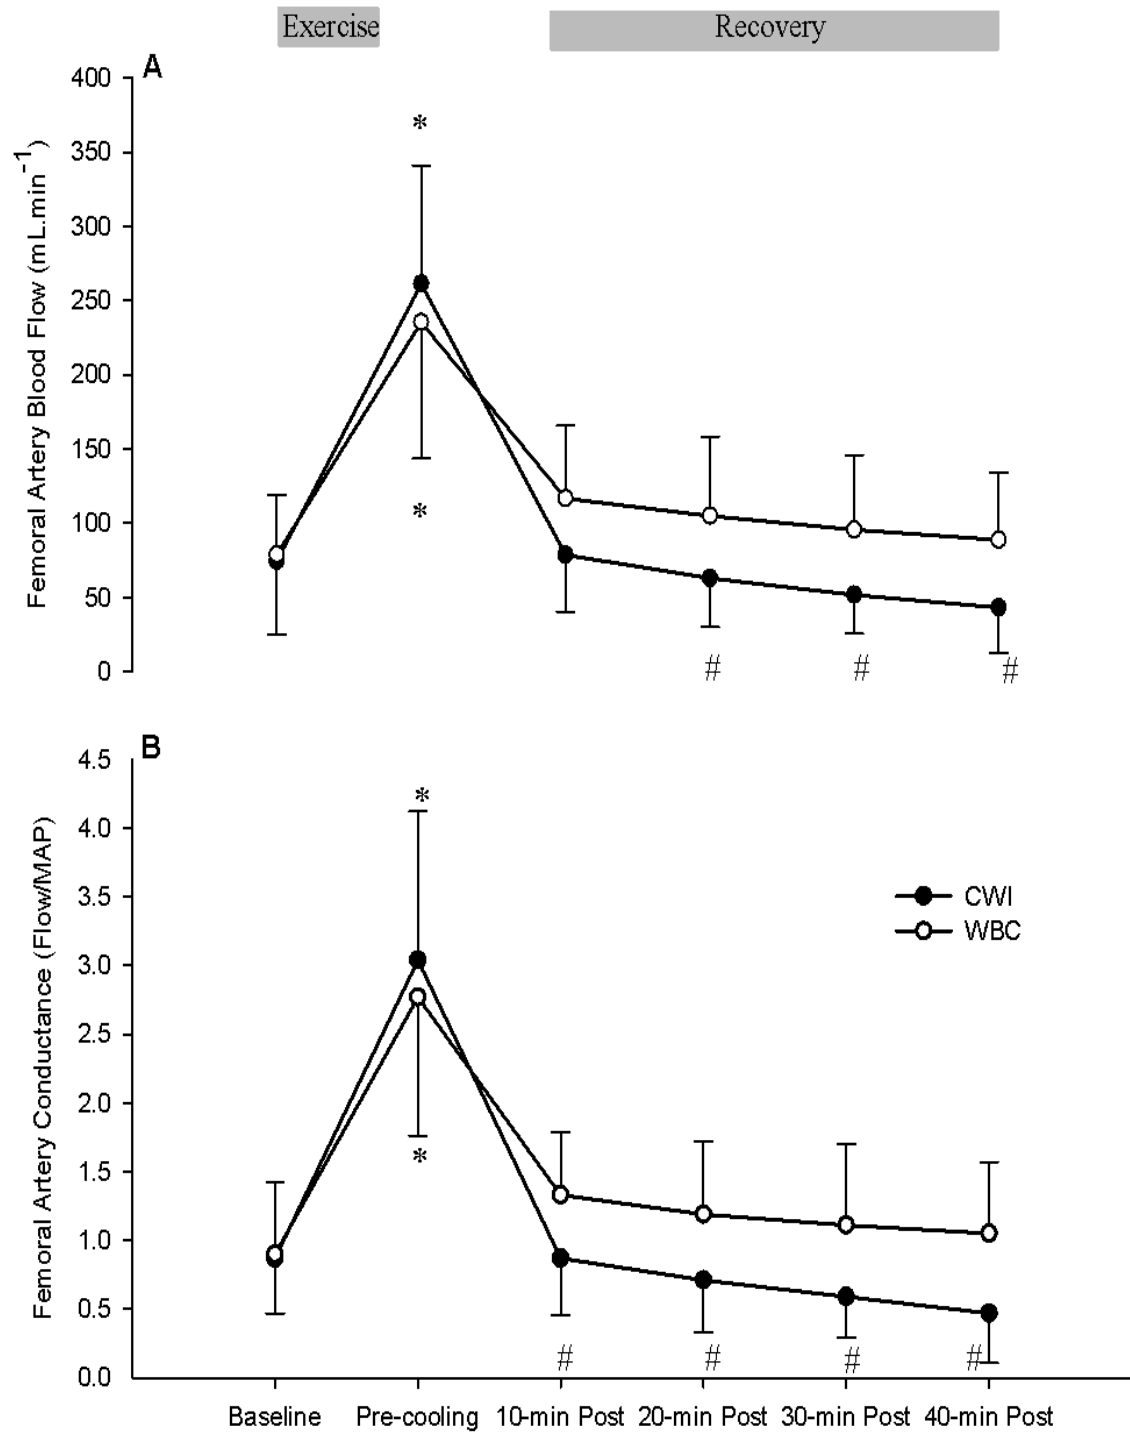 Exercise Recovery
A
400
*
350
300
250
200
150
*
100
50
0
# # #
Femoral Artery Blood Flow (mL.min-1)
B
4.5
*
4.0
3.5
CWI
WBC
3.0
2.5
2.0
*
1.5
1.0
0.5
0.0
# # # #
Femoral Artery Conductance (Flow/MAP)
Baseline Pre-cooling 10-min Post 20-min Post 30-min Post 40-min Post